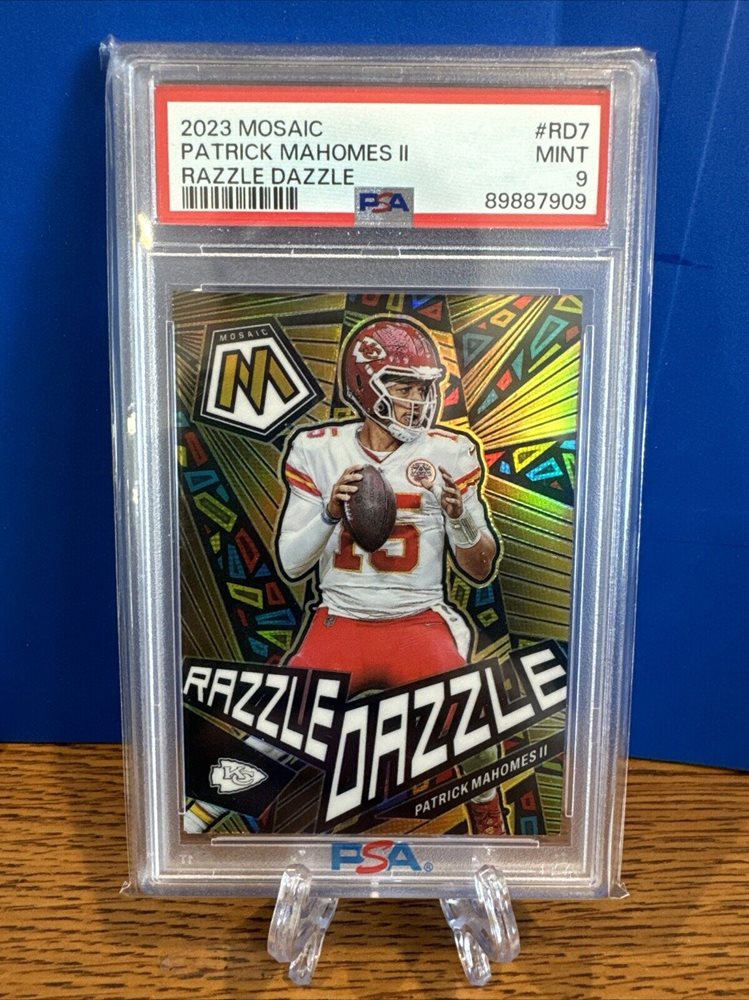 2023 MOSAIC #RD7
PATRICK MAHOMES II MINT
RAZZLE DAZZLE 9
PSA 89887909
MOSAIC
M
15
15
RAZZLE
DAZZLE
KC
PATRICK MAHOMES II
PSA®